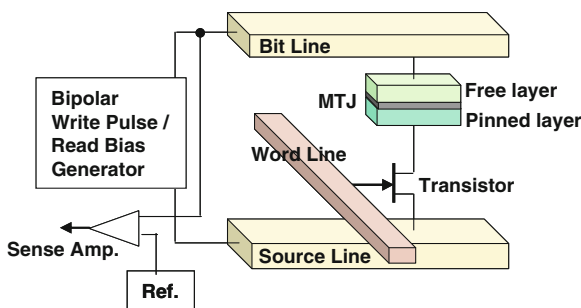 Bit Line
Free layer
MTJ
Pinned layer
Bipolar
Write Pulse /
Read Bias
Generator
Word Line
Transistor
Sense Amp.
Source Line
Ref.